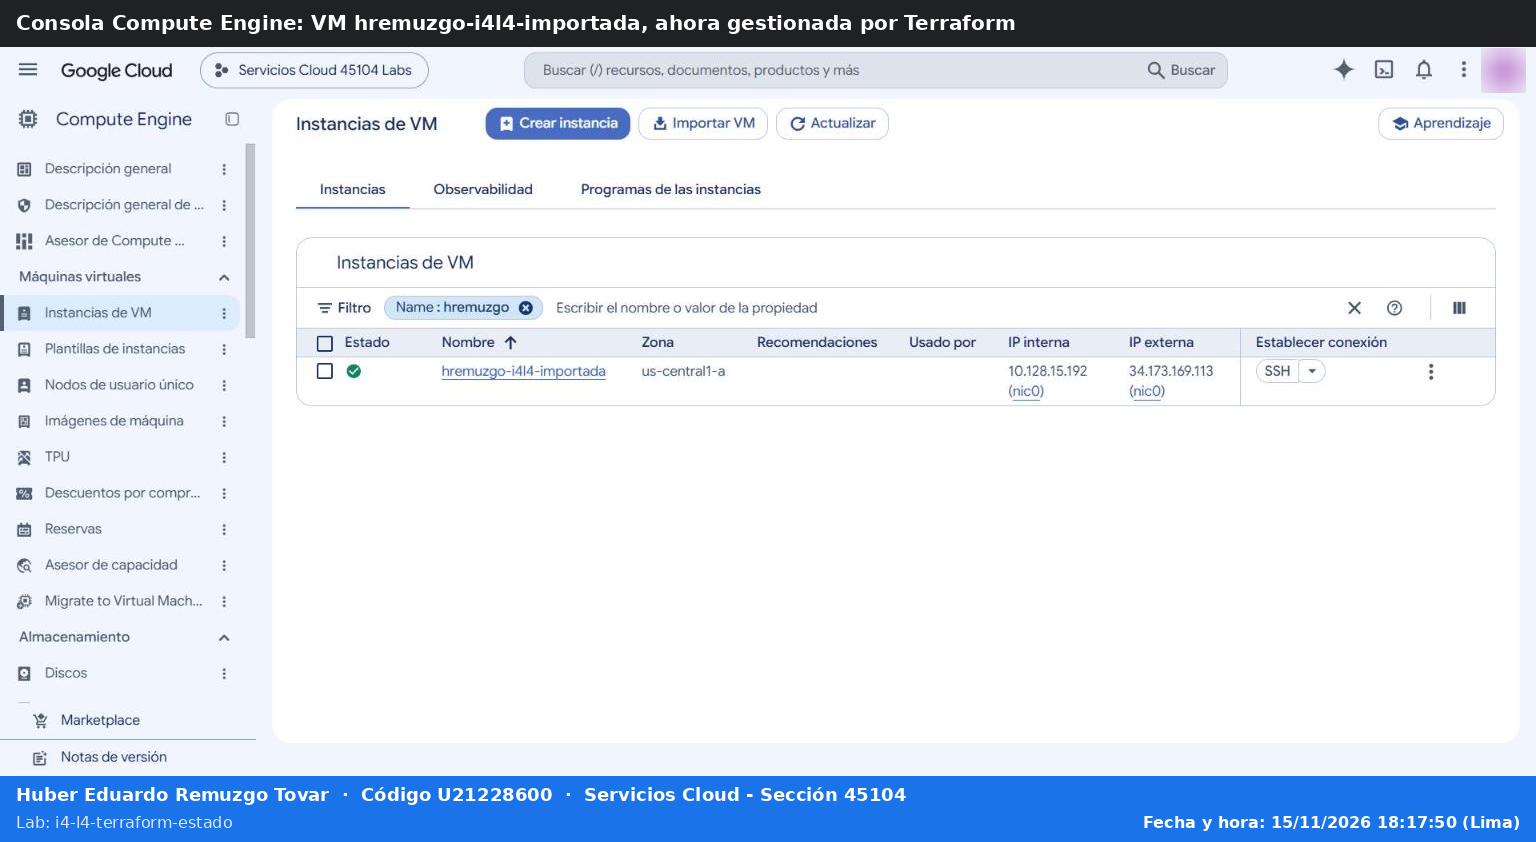 Consola Compute Engine: VM hremuzgo-i4l4-importada, ahora gestionada por Terraform
Google Cloud
Servicios Cloud 45104 Labs
Buscar (/) recursos, documentos, productos y más
Buscar
Compute Engine
Descripción general
Descripción general de ...
Asesor de Compute ...
Máquinas virtuales
Instancias de VM
Plantillas de instancias
Nodos de usuario único
Imágenes de máquina
TPU
Descuentos por compr...
Reservas
Asesor de capacidad
Migrate to Virtual Mach...
Almacenamiento
Discos
Marketplace
Notas de versión
Instancias de VM
Crear instancia
Importar VM
Actualizar
Aprendizaje
Instancias
Observabilidad
Programas de las instancias
Instancias de VM
Filtro
Name : hremuzgo
Escribir el nombre o valor de la propiedad
Estado Nombre Zona Recomendaciones Usado por IP interna IP externa Establecer conexión
hremuzgo-i4l4-importada us-central1-a 10.128.15.192 34.173.169.113 SSH
(nic0) (nic0)
Huber Eduardo Remuzgo Tovar · Código U21228600 · Servicios Cloud - Sección 45104
Lab: i4-l4-terraform-estado
Fecha y hora: 15/11/2026 18:17:50 (Lima)